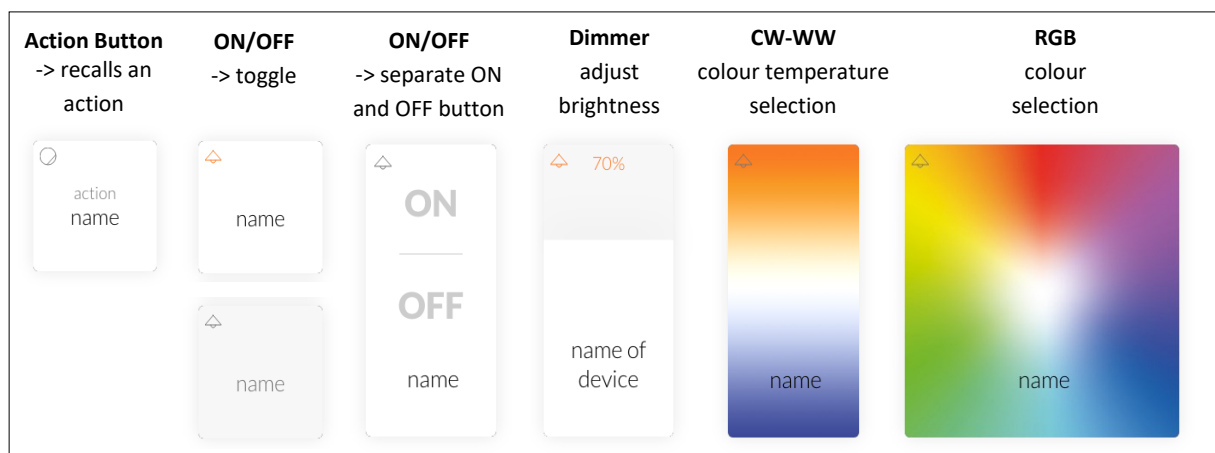 Action Button
-> recalls an
action
ON/OFF
-> toggle
ON/OFF
-> separate ON
and OFF button
Dimmer
adjust
brightness
CW-WW
colour temperature
selection
RGB
colour
selection
action
name
name
name
ON
OFF
name
70%
name of
device
name
name